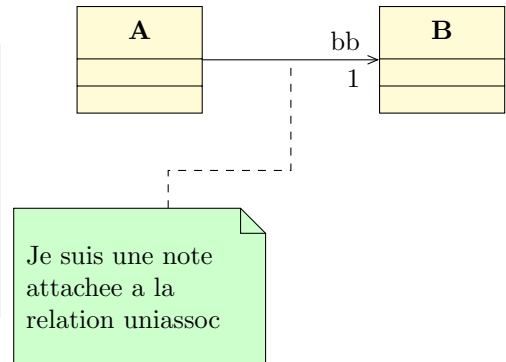 A
bb
B
1
Je suis une note
attachee a la
relation uniassoc